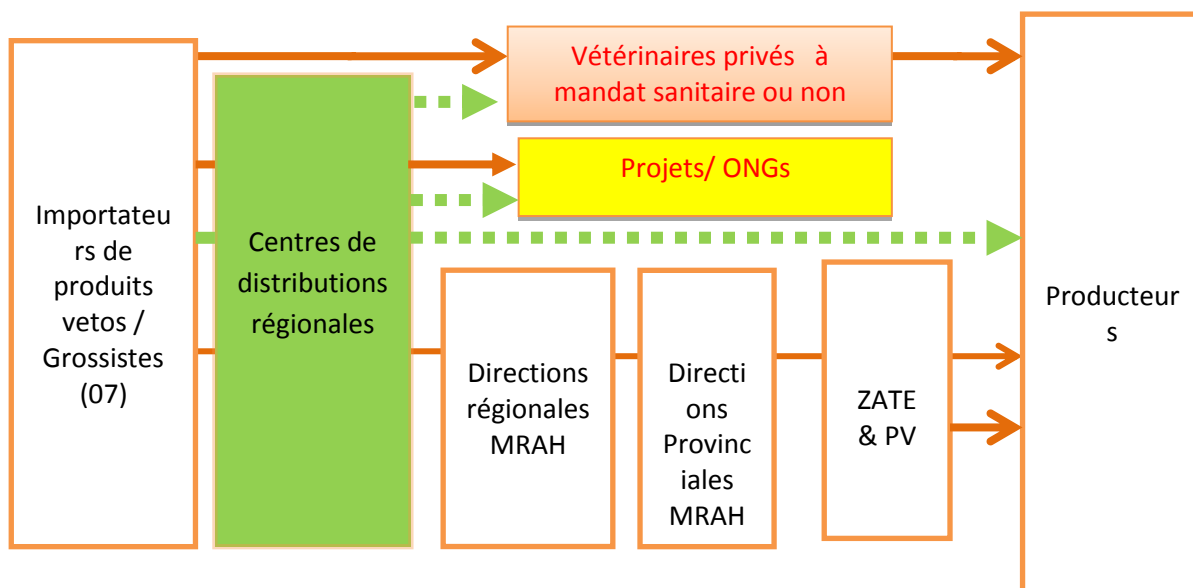 Importateu
rs de
produits
vetos /
Grossistes
(07)
Centres de
distributions
régionales
Vétérinaires privés à
mandat sanitaire ou non
Projets/ ONGs
Directions
régionales
MRAH
Directi
ons
Provinc
iales
MRAH
ZATE
& PV
Producteur
s